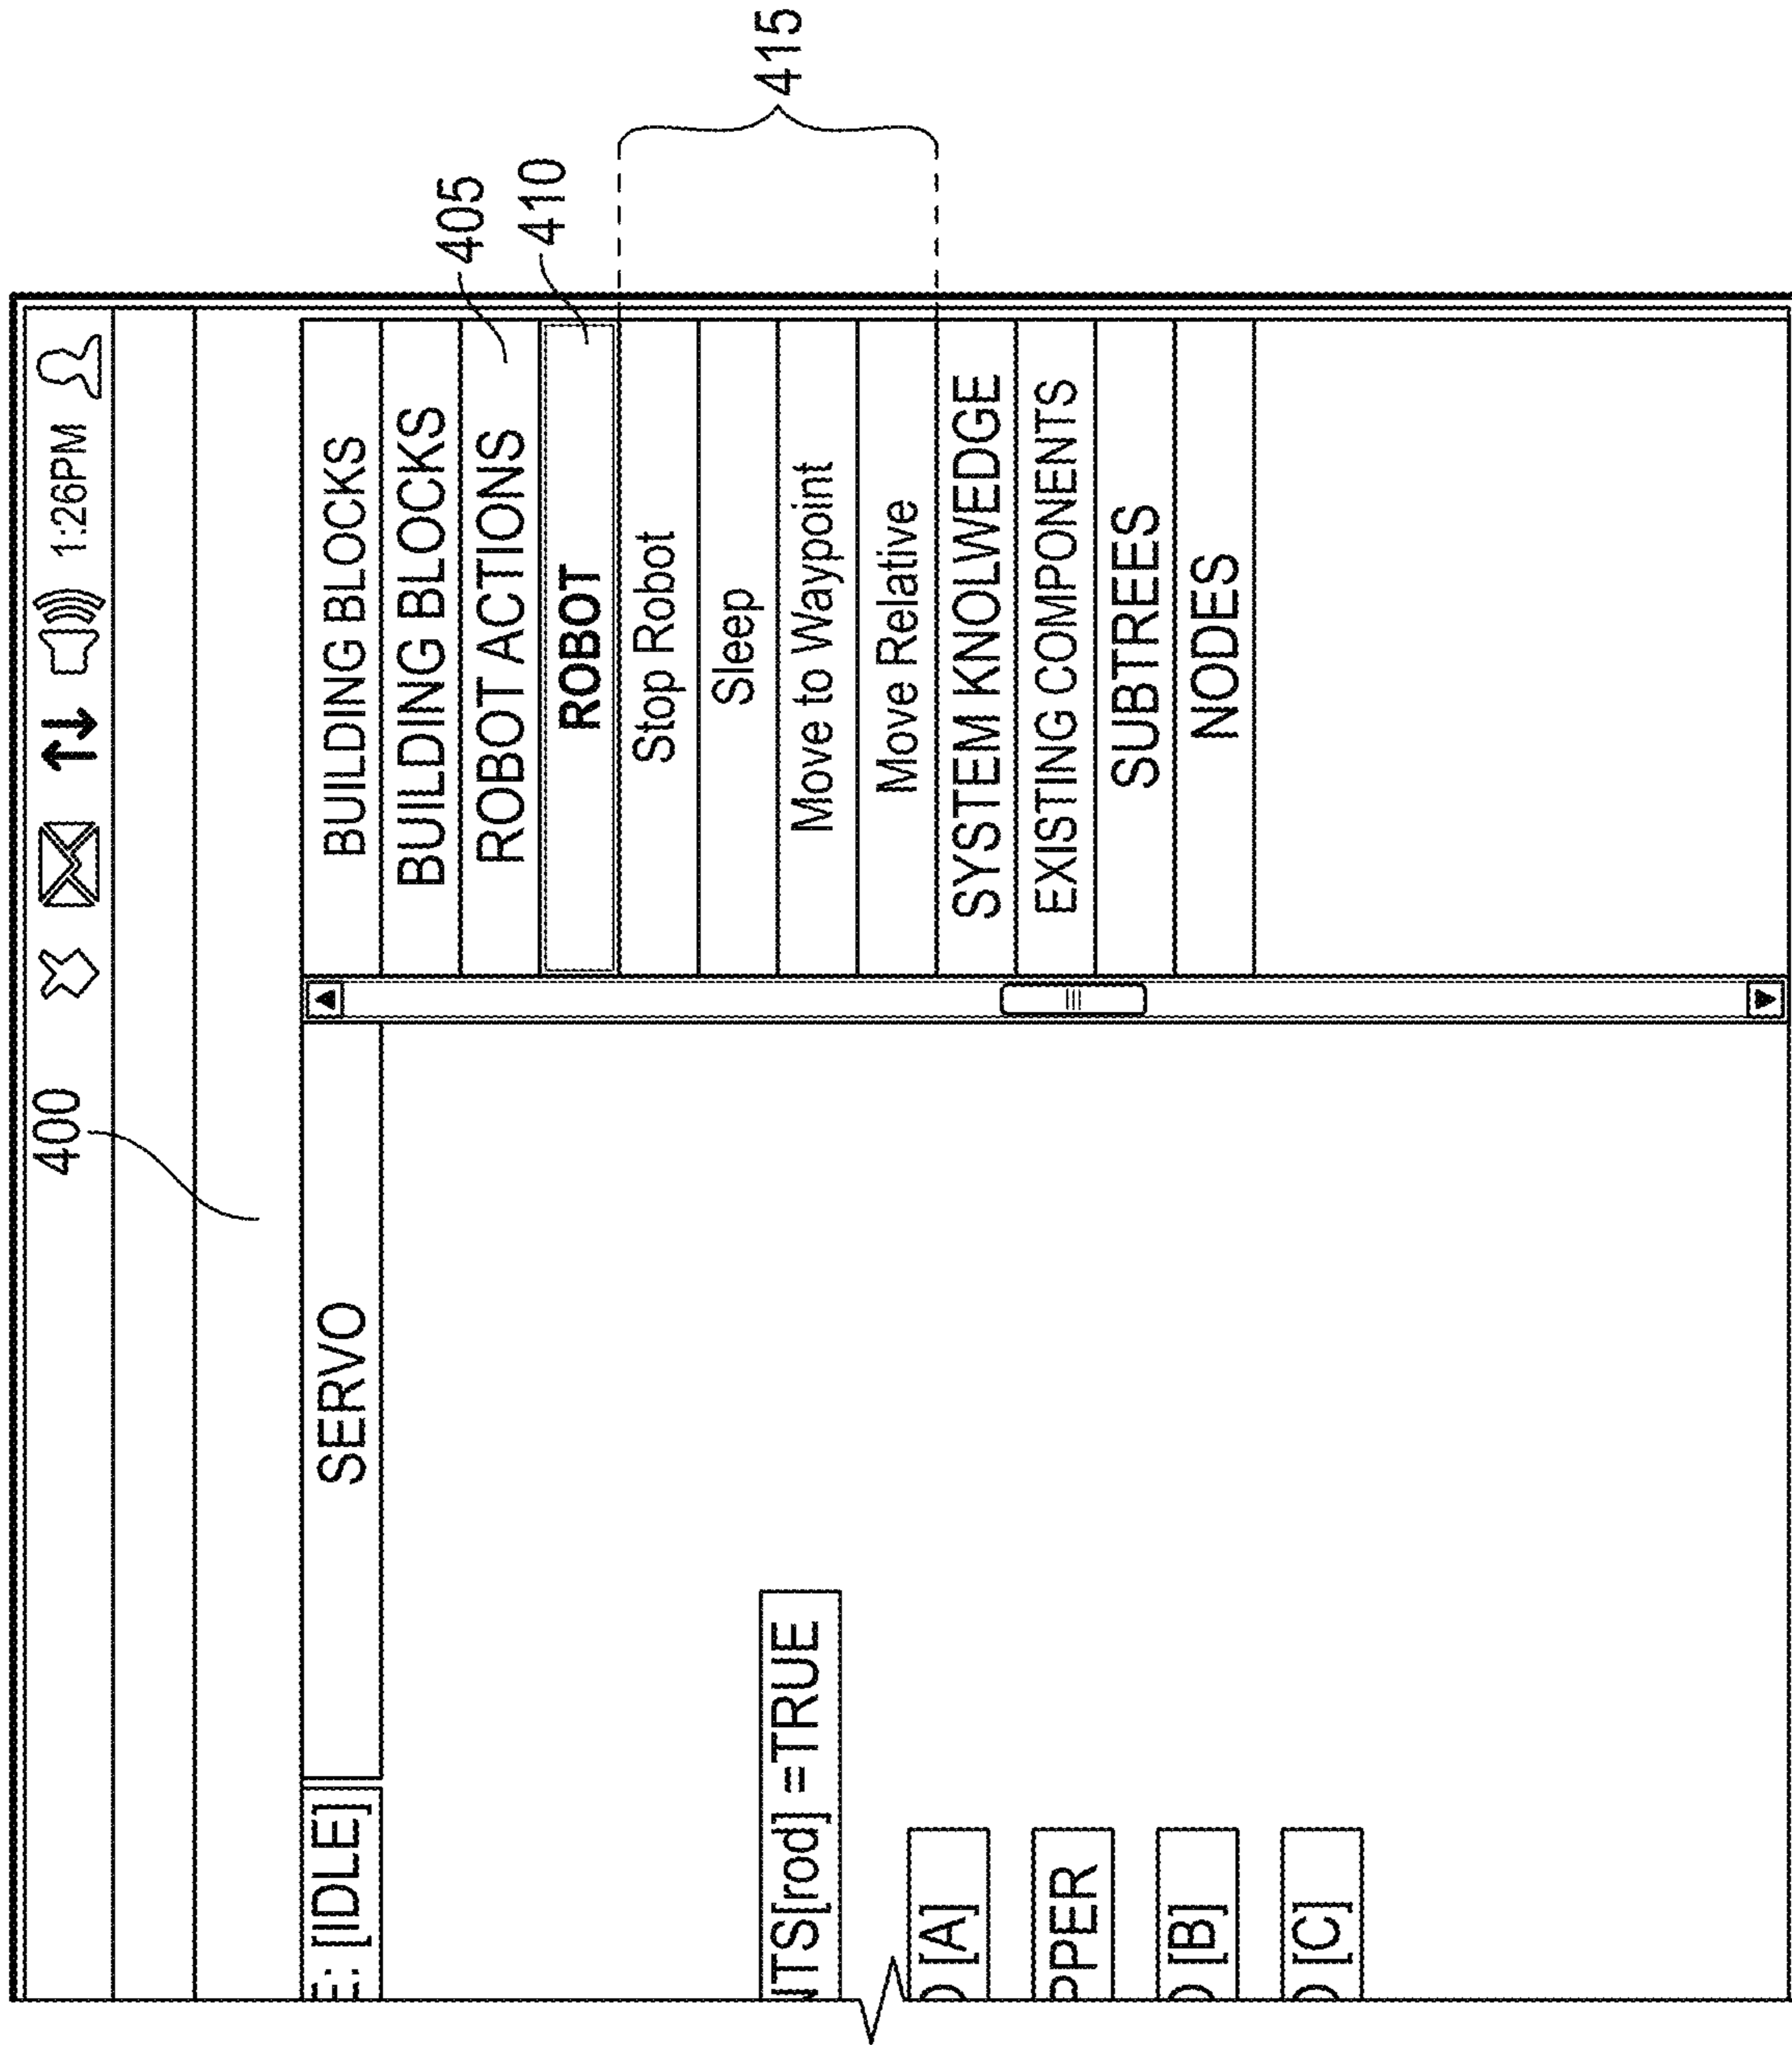 400
1:26PM
E: [IDLE]
SERVO
BUILDING BLOCKS
BUILDING BLOCKS
ROBOT ACTIONS
405
ROBOT
410
Stop Robot
Sleep
Move to Waypoint
Move Relative
415
SYSTEM KNOLWEDGE
EXISTING COMPONENTS
SUBTREES
NODES
NTS[rod] =TRUE
[A]
PPER
[B]
[C]